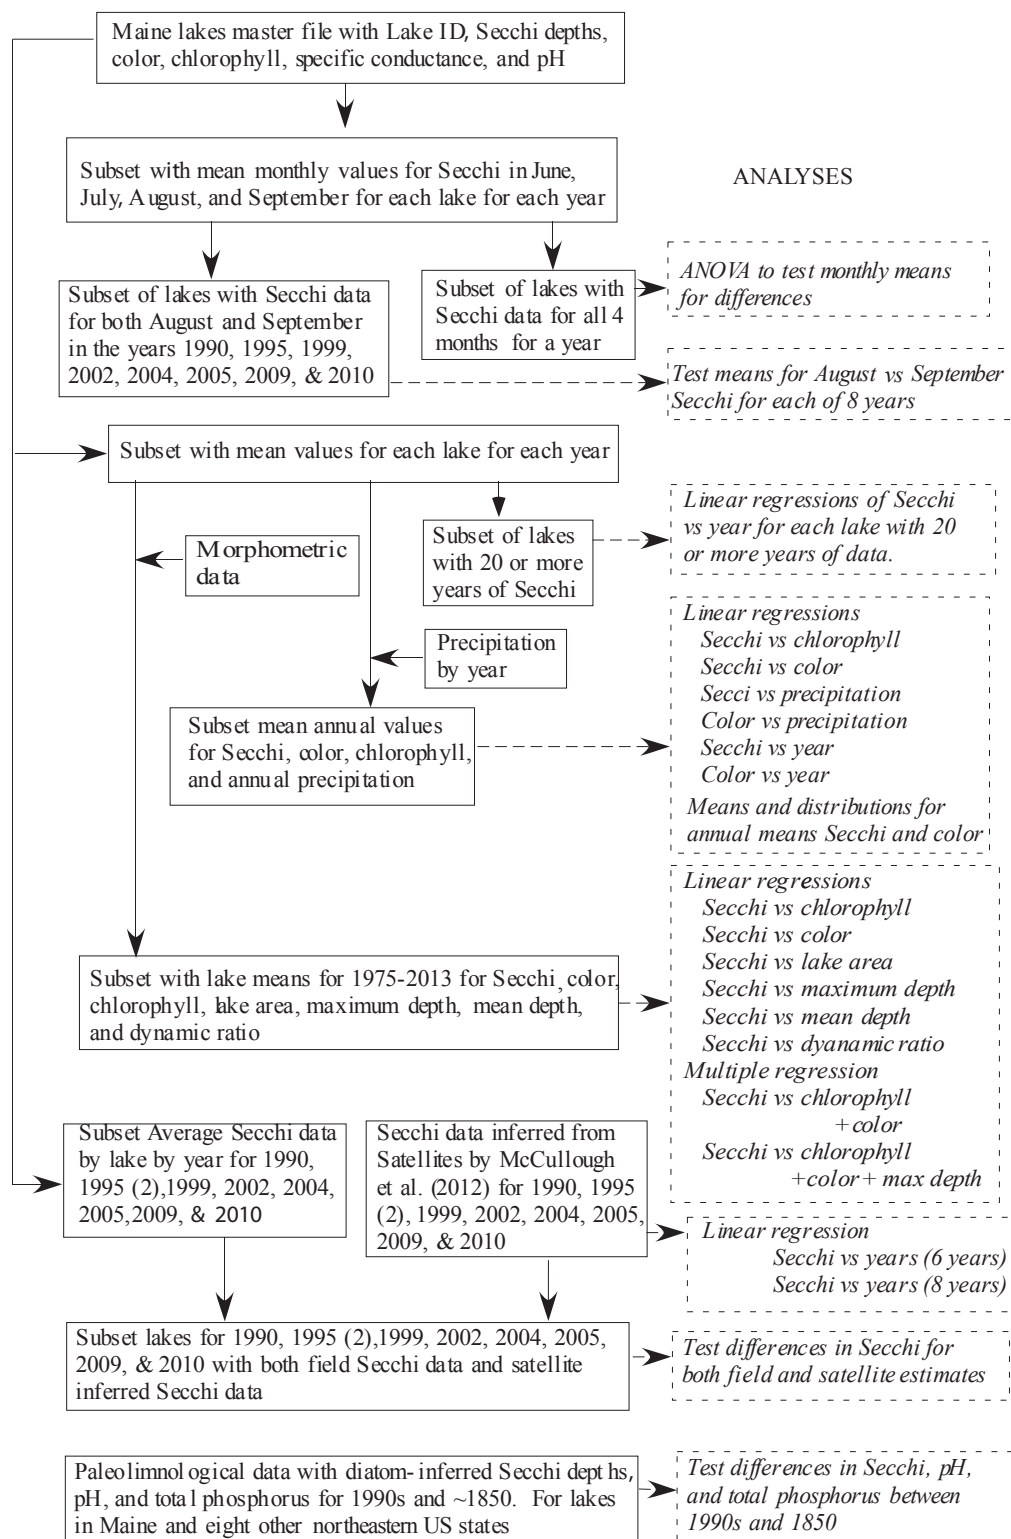 Maine lakes master file with Lake ID, Secchi depths,
color, chlorophyll, specific conductance, and pH
Subset with mean monthly values for Secchi in June,
July, August, and September for each lake for each year
ANALYSES
Subset of lakes with Secchi data
for both August and September
in the years 1990, 1995, 1999,
2002, 2004, 2005, 2009, & 2010
Subset of lakes with
Secchi data for all 4
months for a year
ANOVA to test monthly means
for differences
Test means for August vs September
Secchi for each of 8 years
Subset with mean values for each lake for each year
Morphometric
data
Subset of lakes
with 20 or more
years of Secchi
Linear regressions of Secchi
vs year for each lake with 20
or more years of data.
Precipitation
by year
Subset mean annual values
for Secchi, color, chlorophyll,
and annual precipitation
Linear regressions
Secchi vs chlorophyll
Secchi vs color
Secci vs precipitation
Color vs precipitation
Secchi vs year
Color vs year
Means and distributions for
annual means Secchi and color
Subset with lake means for 1975-2013 for Secchi, color,
chlorophyll, lake area, maximum depth, mean depth,
and dynamic ratio
Linear regressions
Secchi vs chlorophyll
Secchi vs color
Secchi vs lake area
Secchi vs maximum depth
Secchi vs mean depth
Secchi vs dyanamic ratio
Multiple regression
Secchi vs chlorophyll
+color
Secchi vs chlorophyll
+color + max depth
Subset Average Secchi data
by lake by year for 1990,
1995 (2),1999, 2002, 2004,
2005,2009, & 2010
Secchi data inferred from
Satellites by McCullough
et al. (2012) for 1990, 1995
(2), 1999, 2002, 2004, 2005,
2009, & 2010
Linear regression
Secchi vs years (6 years)
Secchi vs years (8 years)
Subset lakes for 1990, 1995 (2),1999, 2002, 2004, 2005,
2009, & 2010 with both field Secchi data and satellite
inferred Secchi data
Test differences in Secchi for
both field and satellite estimates
Paleolimnological data with diatom-inferred Secchi depths,
pH, and total phosphorus for 1990s and ~1850. For lakes
in Maine and eight other northeastern US states
Test differences in Secchi, pH,
and total phosphorus between
1990s and 1850